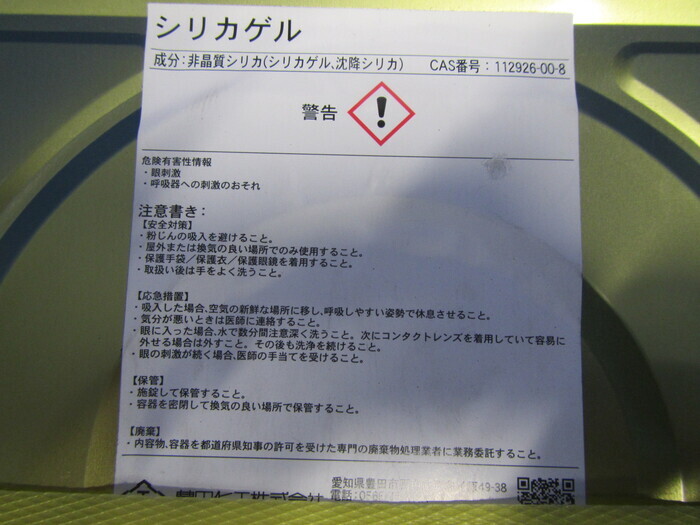 シリカゲル
成分：非晶質シリカ(シリカゲル、沈降シリカ) CAS番号：112926-00-8
警告
危険有害性情報
・眼刺激
・呼吸器への刺激のおそれ
注意書き：
【安全対策】
・粉じんの吸入を避けること。
・屋外または換気の良い場所でのみ使用すること。
・保護手袋／保護衣／保護眼鏡を着用すること。
・取扱い後は手をよく洗うこと。
【応急措置】
・吸入した場合、空気の新鮮な場所に移し、呼吸しやすい姿勢で休息させること。
・気分が悪いときは医師に連絡すること。
・眼に入った場合、水で数分間注意深く洗うこと。次にコンタクトレンズを着用していて容易に
外せる場合は外すこと。その後も洗浄を続けること。
・眼の刺激が続く場合、医師の手当てを受けること。
【保管】
・施錠して保管すること。
・容器を密閉して換気の良い場所で保管すること。
【廃棄】
・内容物、容器を都道府県知事の許可を受けた専門の廃棄物処理業者に業務委託すること。
豊田化工株式会社
愛知県豊田市 49-38
電話：056